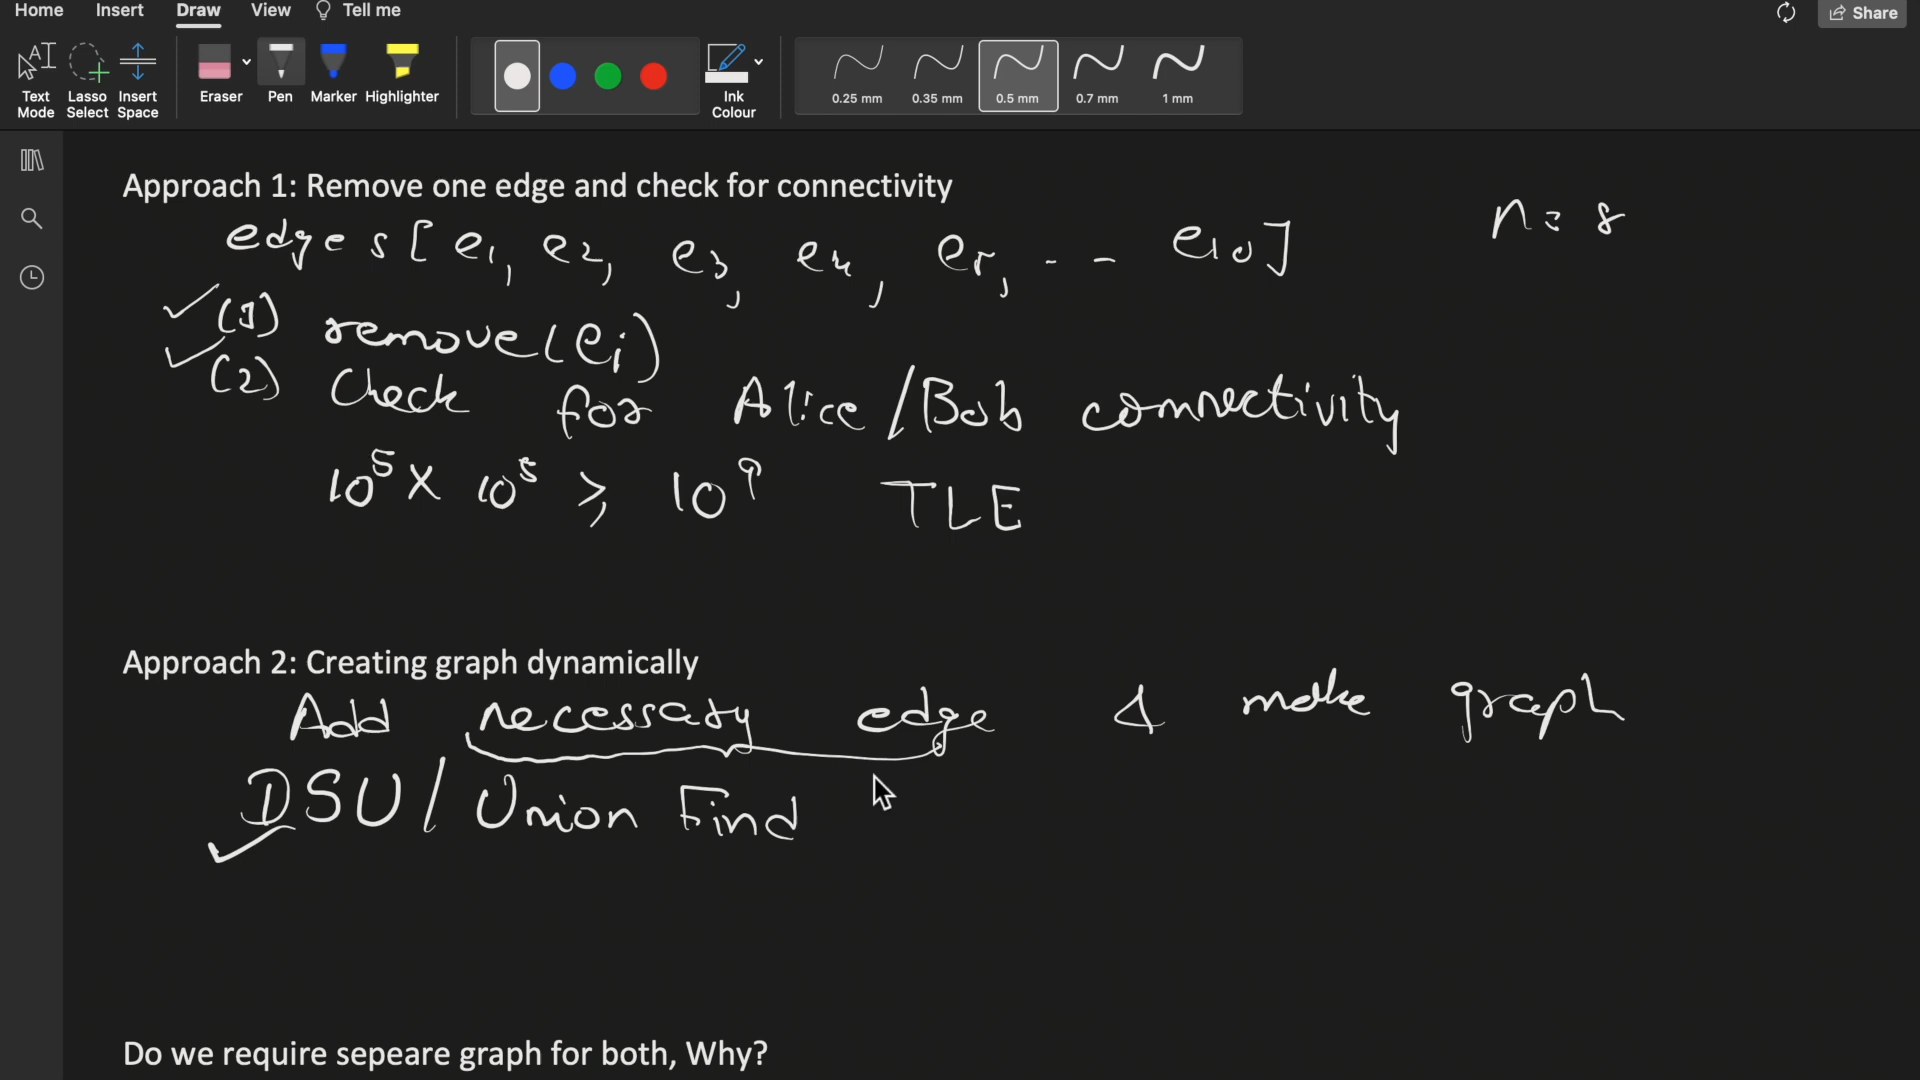 Home Insert Draw View Tell me Share
Text Mode Lasso Select Insert Space Eraser Pen Marker Highlighter Ink Colour 0.25 mm 0.35 mm 0.5 mm 0.7 mm 1 mm
Approach 1: Remove one edge and check for connectivity
edges [ e1, e2, e3, e4, e5, - - e10 ] n = 8
(1) remove(ei)
(2) Check for Alice / Bob connectivity
10^5 X 10^5 ⩾ 10^9 TLE
Approach 2: Creating graph dynamically
Add necessary edge & make graph
DSU / Union Find
Do we require sepeare graph for both, Why?